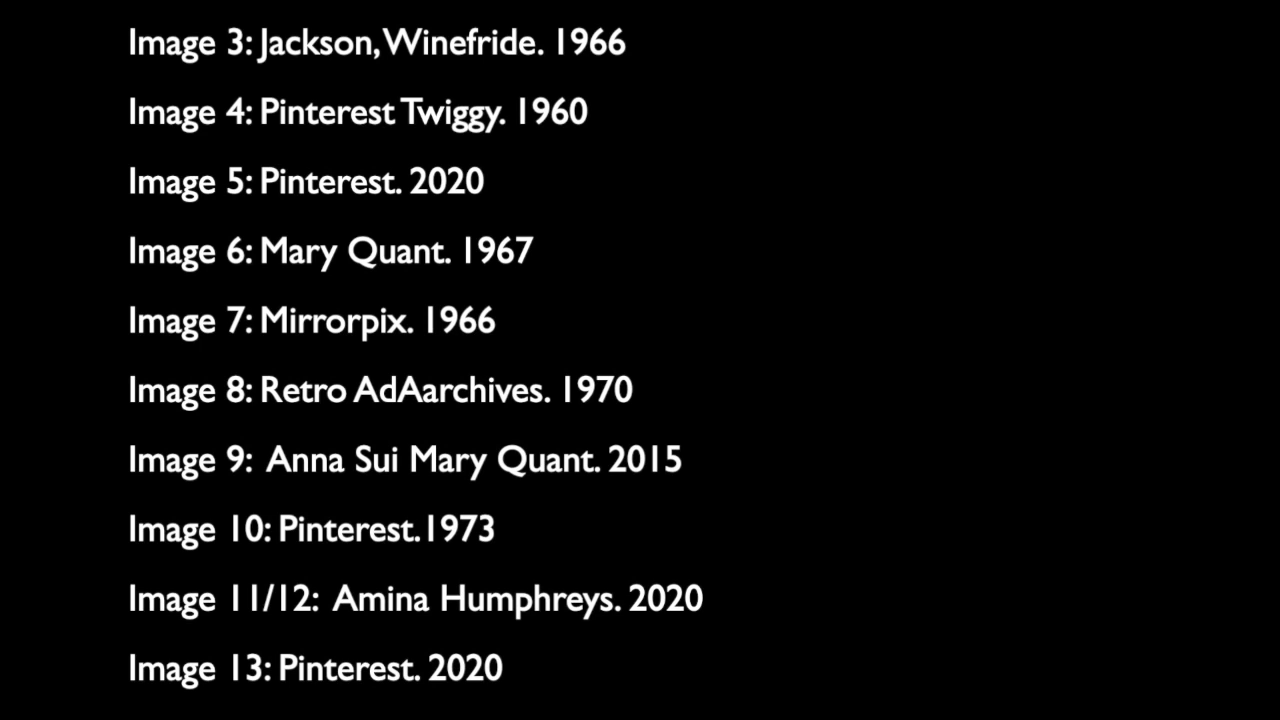 Image 3: Jackson, Winefride. 1966
Image 4: Pinterest Twiggy. 1960
Image 5: Pinterest. 2020
Image 6: Mary Quant. 1967
Image 7: Mirrorpix. 1966
Image 8: Retro AdAarchives. 1970
Image 9: Anna Sui Mary Quant. 2015
Image 10: Pinterest.1973
Image 11/12: Amina Humphreys. 2020
Image 13: Pinterest. 2020